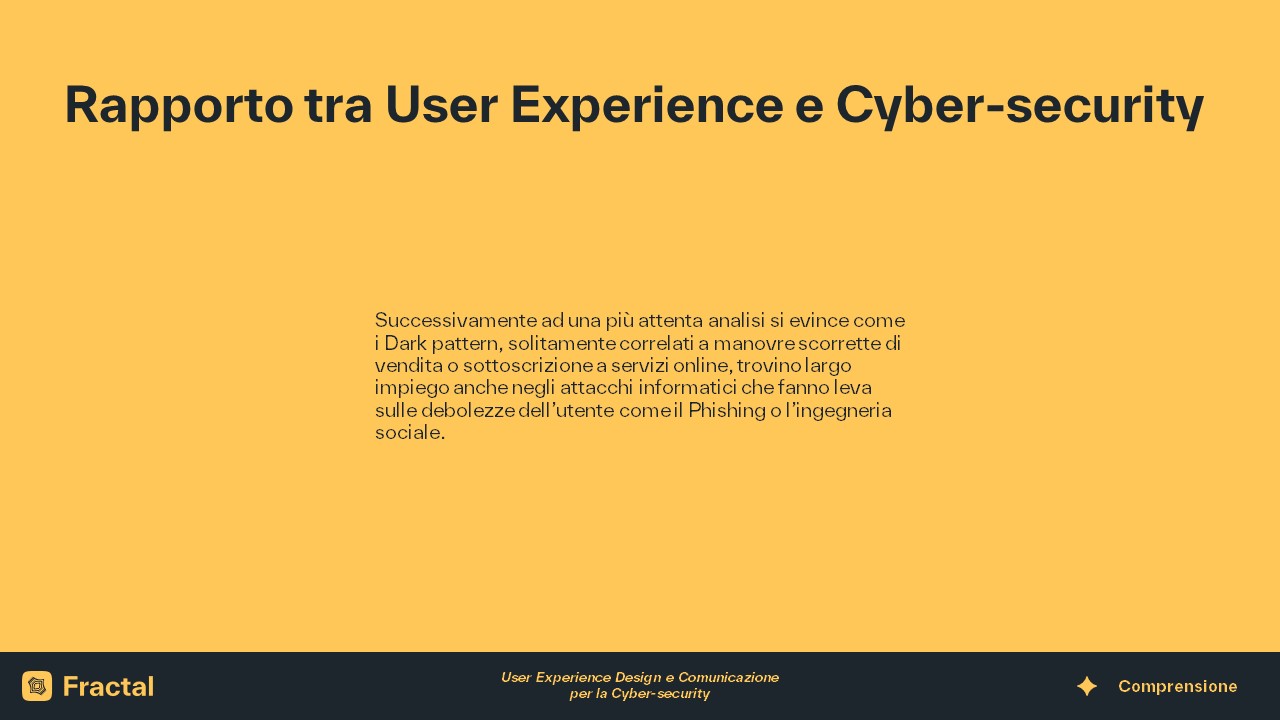 Rapporto tra User Experience e Cyber-security
Successivamente ad una più attenta analisi si evince come
i Dark pattern, solitamente correlati a manovre scorrette di
vendita o sottoscrizione a servizi online, trovino largo
impiego anche negli attacchi informatici che fanno leva
sulle debolezze dell’utente come il Phishing o l’ingegneria
sociale.
Fractal
User Experience Design e Comunicazione
per la Cyber-security
Comprensione